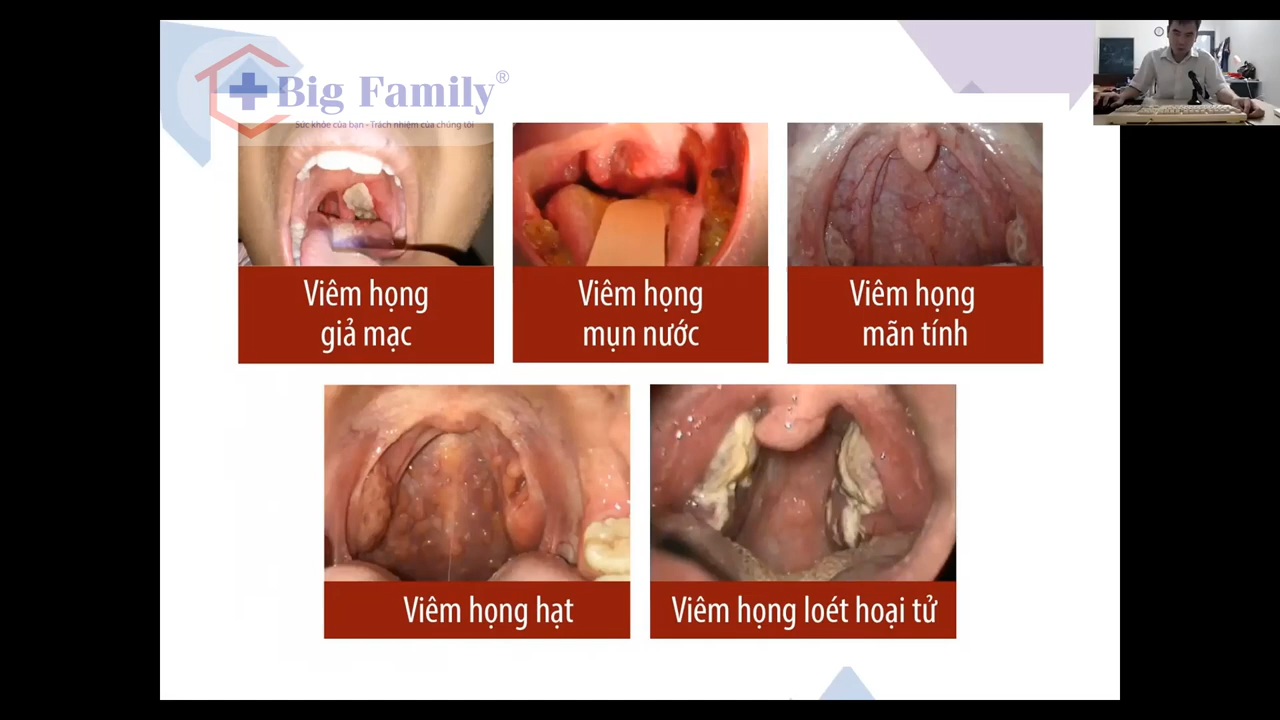 Big Family®
Sức khỏe của bạn - Trách nhiệm của chúng tôi
Viêm họng
giả mạc
Viêm họng
mụn nước
Viêm họng
mãn tính
Viêm họng hạt
Viêm họng loét hoại tử